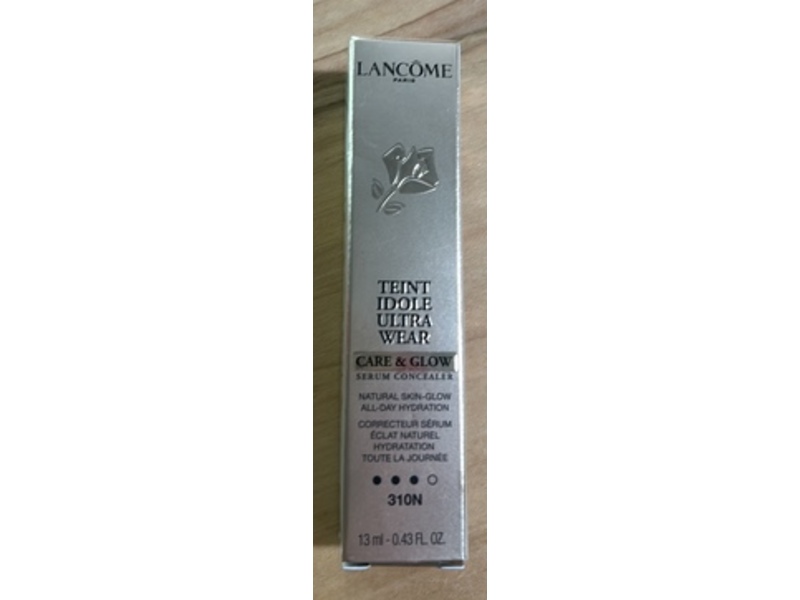 LANCÔME
PARIS
TEINT
IDOLE
ULTRA
WEAR
CARE & GLOW
SERUM CONCEALER
NATURAL SKIN-GLOW
ALL-DAY HYDRATION
CORRECTEUR SÉRUM
ÉCLAT NATUREL
HYDRATATION
TOUTE LA JOURNÉE
310N
13 ml - 0.43 FL. OZ.